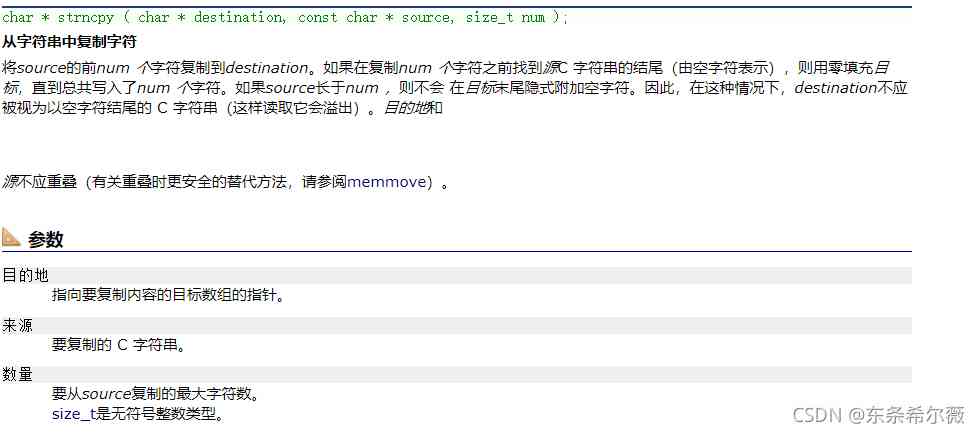 char * strncpy ( char * destination, const char * source, size_t num );
从字符串中复制字符
将source的前num 个字符复制到destination。如果在复制num 个字符之前找到源C 字符串的结尾（由空字符表示），则用零填充目
标，直到总共写入了num 个字符。如果source长于num ，则不会 在目标末尾隐式附加空字符。因此，在这种情况下，destination不应
被视为以空字符结尾的 C 字符串（这样读取它会溢出）。目的地和
源不应重叠（有关重叠时更安全的替代方法，请参阅memmove）。
参数
目的地
指向要复制内容的目标数组的指针。
来源
要复制的 C 字符串。
数量
要从source复制的最大字符数。
size_t是无符号整数类型。
CSDN @东条希尔薇